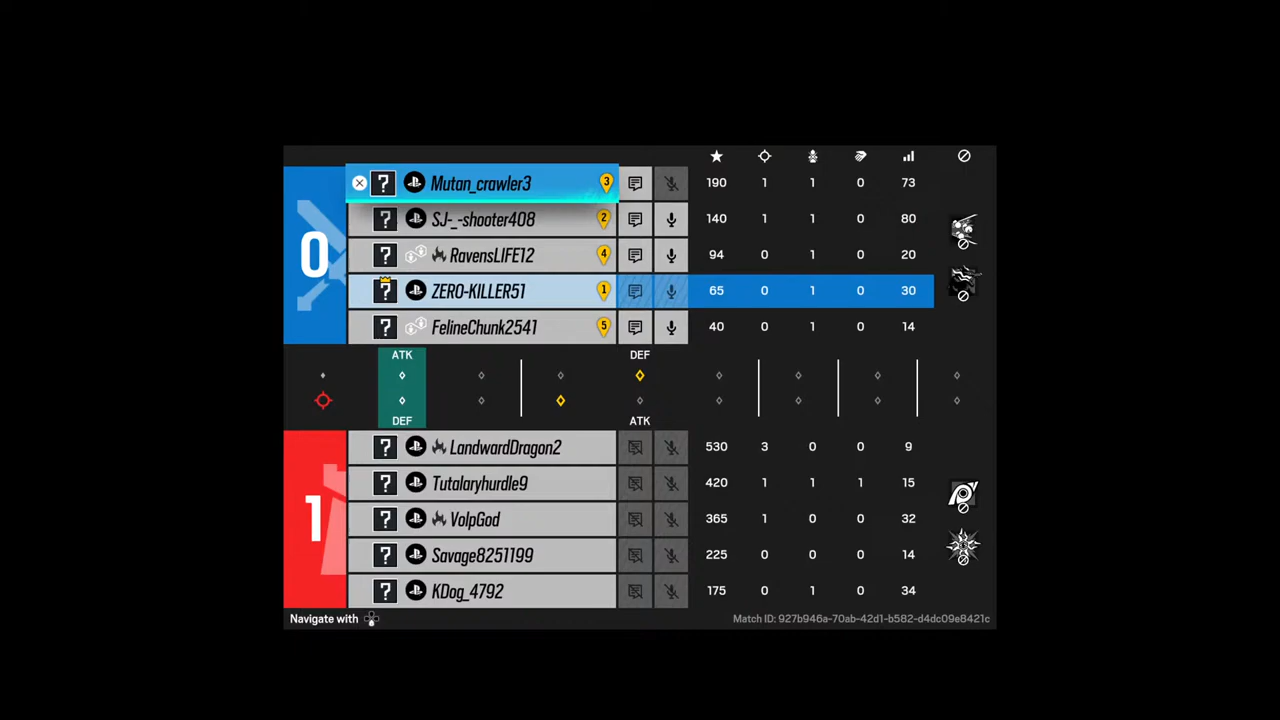 Mutan_crawler3 3 190 1 1 0 73
SJ-_-shooter408 2 140 1 1 0 80
RavensLIFE12 4 94 0 1 0 20
0
ZERO-KILLER51 1 65 0 1 0 30
FelineChunk2541 5 40 0 1 0 14
ATK DEF
DEF ATK
LandwardDragon2 530 3 0 0 9
Tutalaryhurdle9 420 1 1 1 15
1
VolpGod 365 1 0 0 32
Savage8251199 225 0 0 0 14
KDog_4792 175 0 1 0 34
Navigate with
Match ID: 927b946a-70ab-42d1-b582-d4dc09e8421c